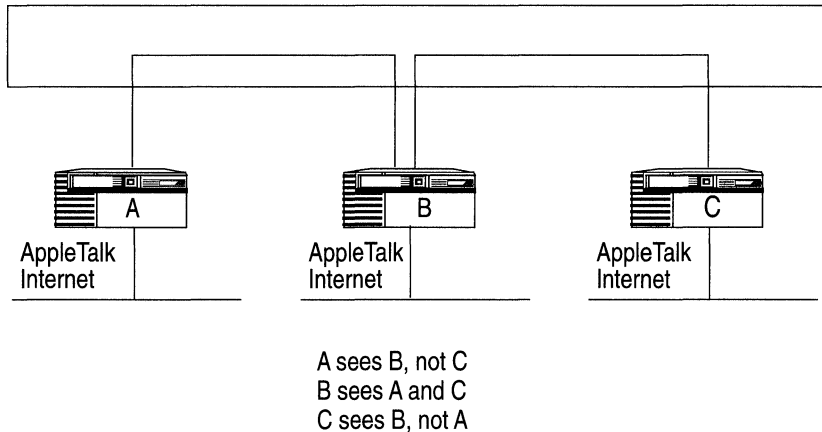 A
B
C
AppleTalk
Internet
AppleTalk
Internet
AppleTalk
Internet
A sees B, not C
B sees A and C
C sees B, not A